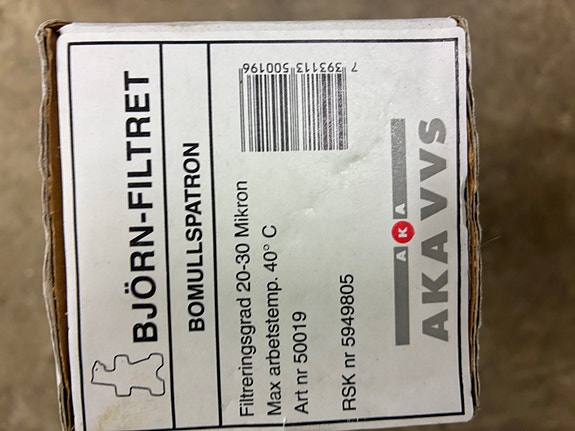 BJÖRN-FILTRET
BOMULLSPATRON
Filtreringsgrad 20-30 Mikron
Max arbetstemp. 40° C
Art nr 50019
RSK nr 5949805
7 393113 500196
AKA
AKA VVS